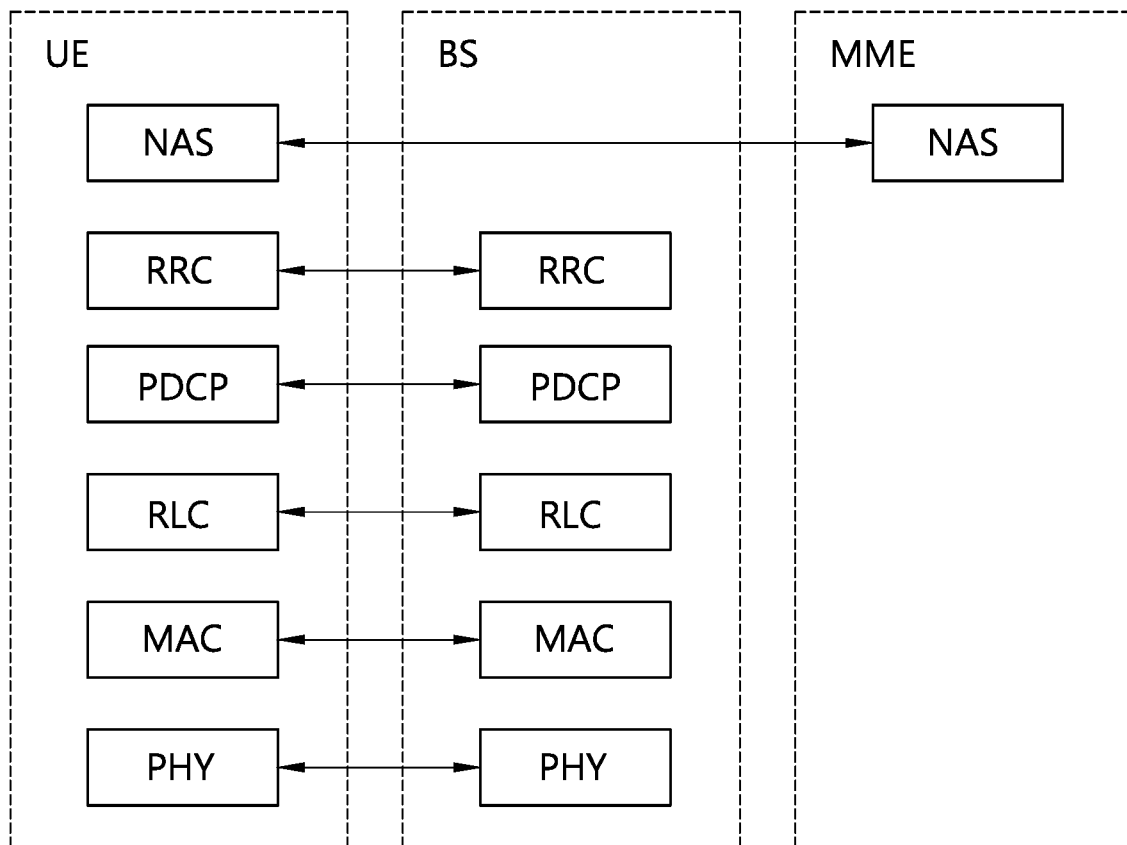 UE BS MME
NAS NAS
RRC RRC
PDCP PDCP
RLC RLC
MAC MAC
PHY PHY